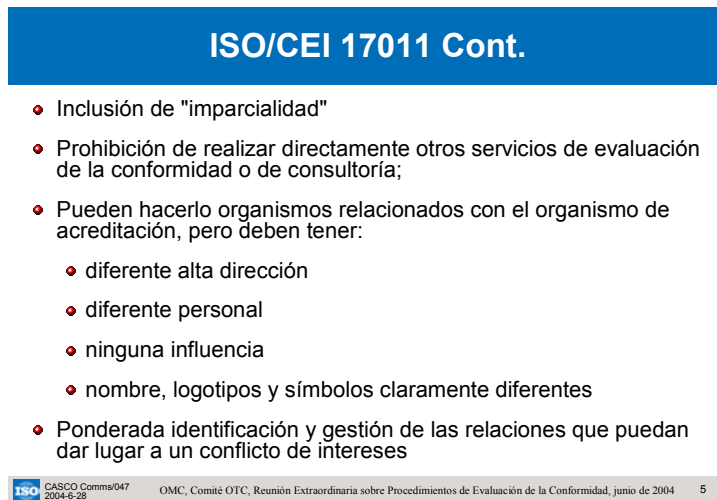 ISO/CEI 17011 Cont.
Inclusión de "imparcialidad"
Prohibición de realizar directamente otros servicios de evaluación
de la conformidad o de consultoría;
Pueden hacerlo organismos relacionados con el organismo de
acreditación, pero deben tener:
diferente alta dirección
diferente personal
ninguna influencia
nombre, logotipos y símbolos claramente diferentes
Ponderada identificación y gestión de las relaciones que puedan
dar lugar a un conflicto de intereses
ISO
CASCO Comms/047
2004-6-28
OMC, Comité OTC, Reunión Extraordinaria sobre Procedimientos de Evaluación de la Conformidad, junio de 2004
5